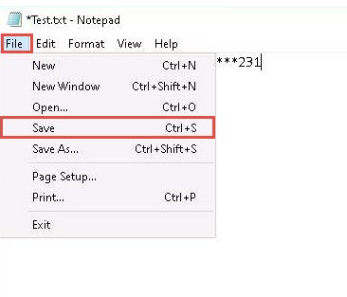 *Test.txt - Notepad
File Edit Format View Help
***231
New Ctrl+N
New Window Ctrl+Shift+N
Open... Ctrl+O
Save Ctrl+S
Save As... Ctrl+Shift+S
Page Setup...
Print... Ctrl+P
Exit